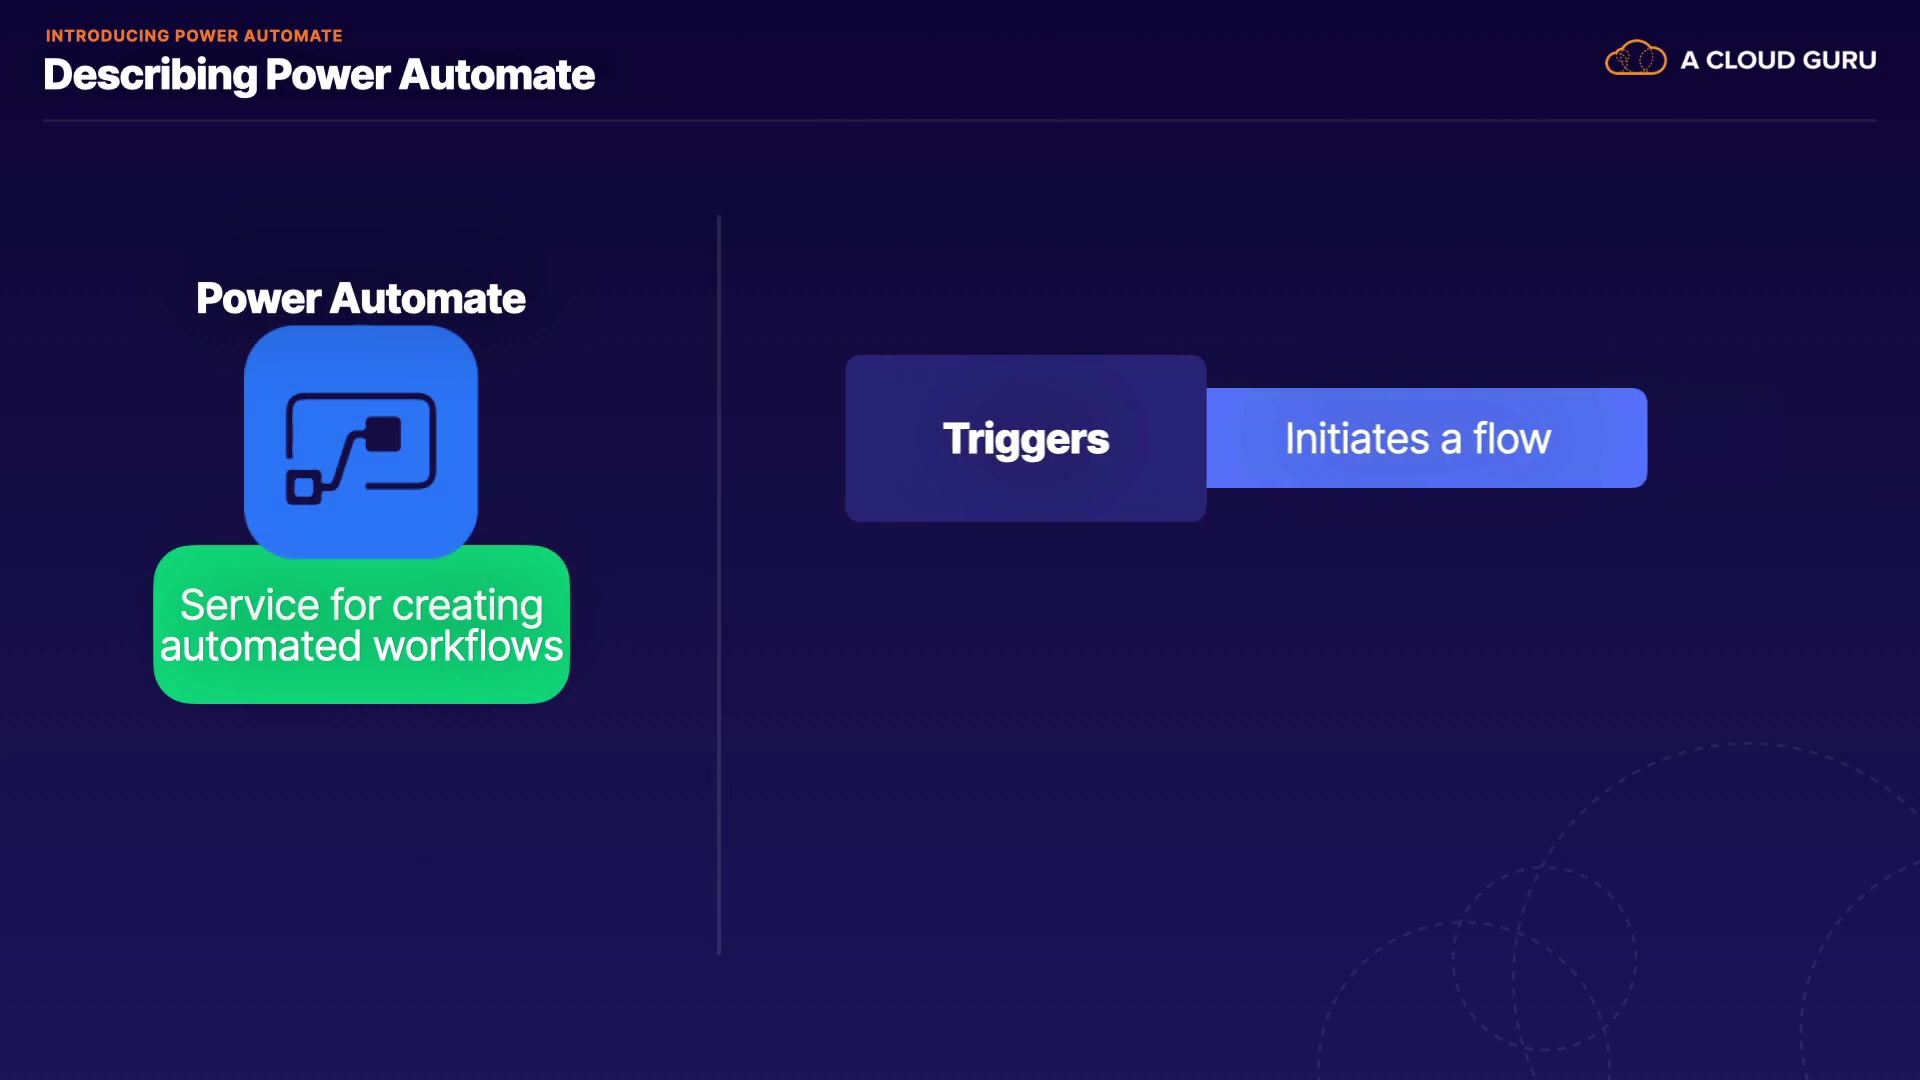 INTRODUCING POWER AUTOMATE
Describing Power Automate
A CLOUD GURU
Power Automate
Service for creating
automated workflows
Triggers
Initiates a flow